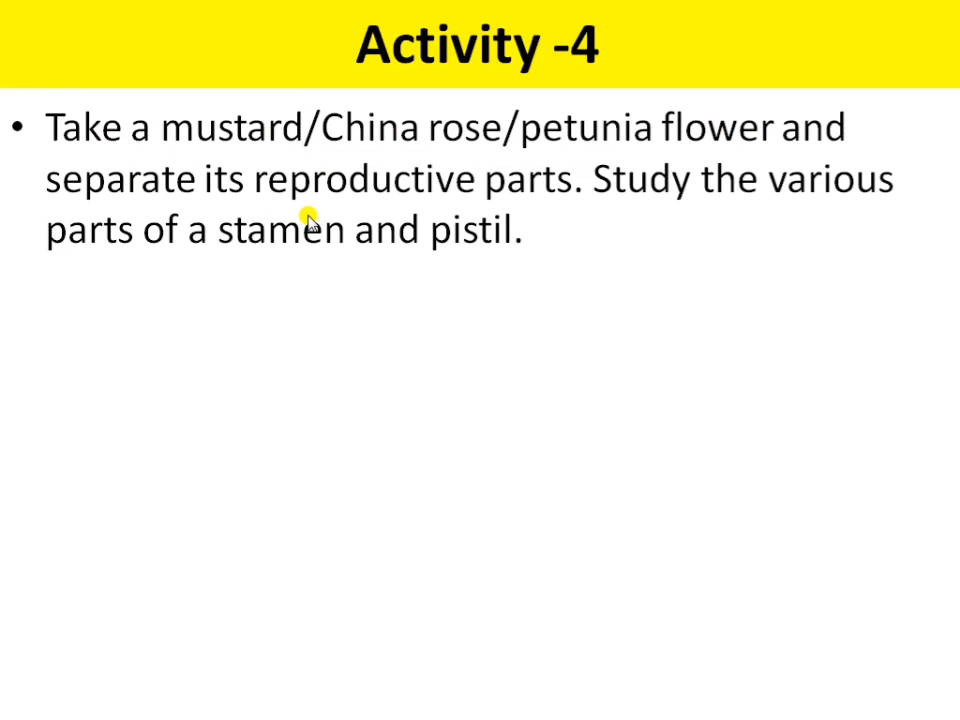 Activity -4
• Take a mustard/China rose/petunia flower and
separate its reproductive parts. Study the various
parts of a stamen and pistil.